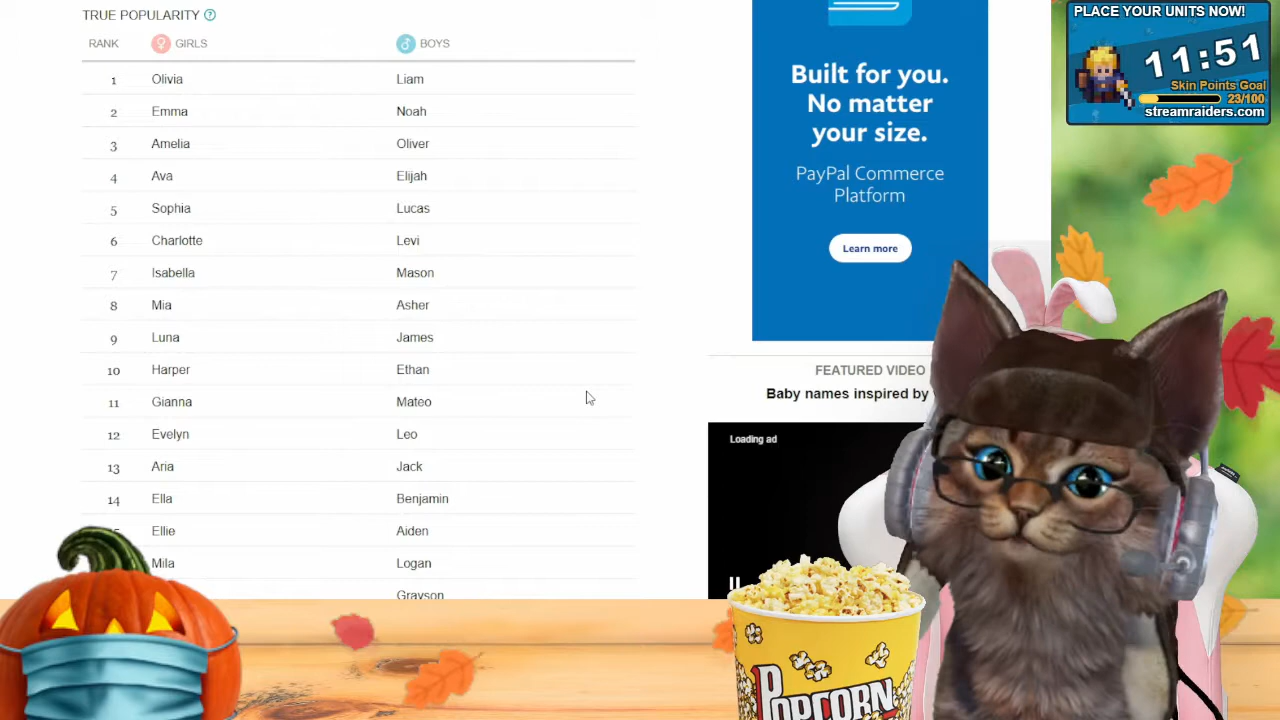 TRUE POPULARITY ?
RANK GIRLS BOYS
1 Olivia Liam
2 Emma Noah
3 Amelia Oliver
4 Ava Elijah
5 Sophia Lucas
6 Charlotte Levi
7 Isabella Mason
8 Mia Asher
9 Luna James
10 Harper Ethan
11 Gianna Mateo
12 Evelyn Leo
13 Aria Jack
14 Ella Benjamin
Ellie Aiden
Mila Logan
Grayson
Built for you.
No matter
your size.
PayPal Commerce
Platform
Learn more
FEATURED VIDEO
Baby names inspired by
Loading ad
PLACE YOUR UNITS NOW!
11:51
Skin Points Goal
23/100
streamraiders.com
POPCORN